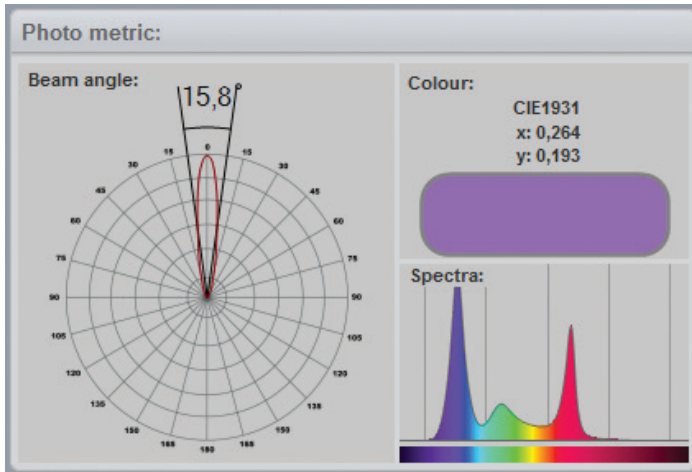 Photo metric:
Beam angle:
15,8°
0
15 15
30 30
45 45
60 60
75 75
90 90
105 105
120 120
135 135
150 150
165 165
180
Colour:
CIE1931
x: 0,264
y: 0,193
Spectra: